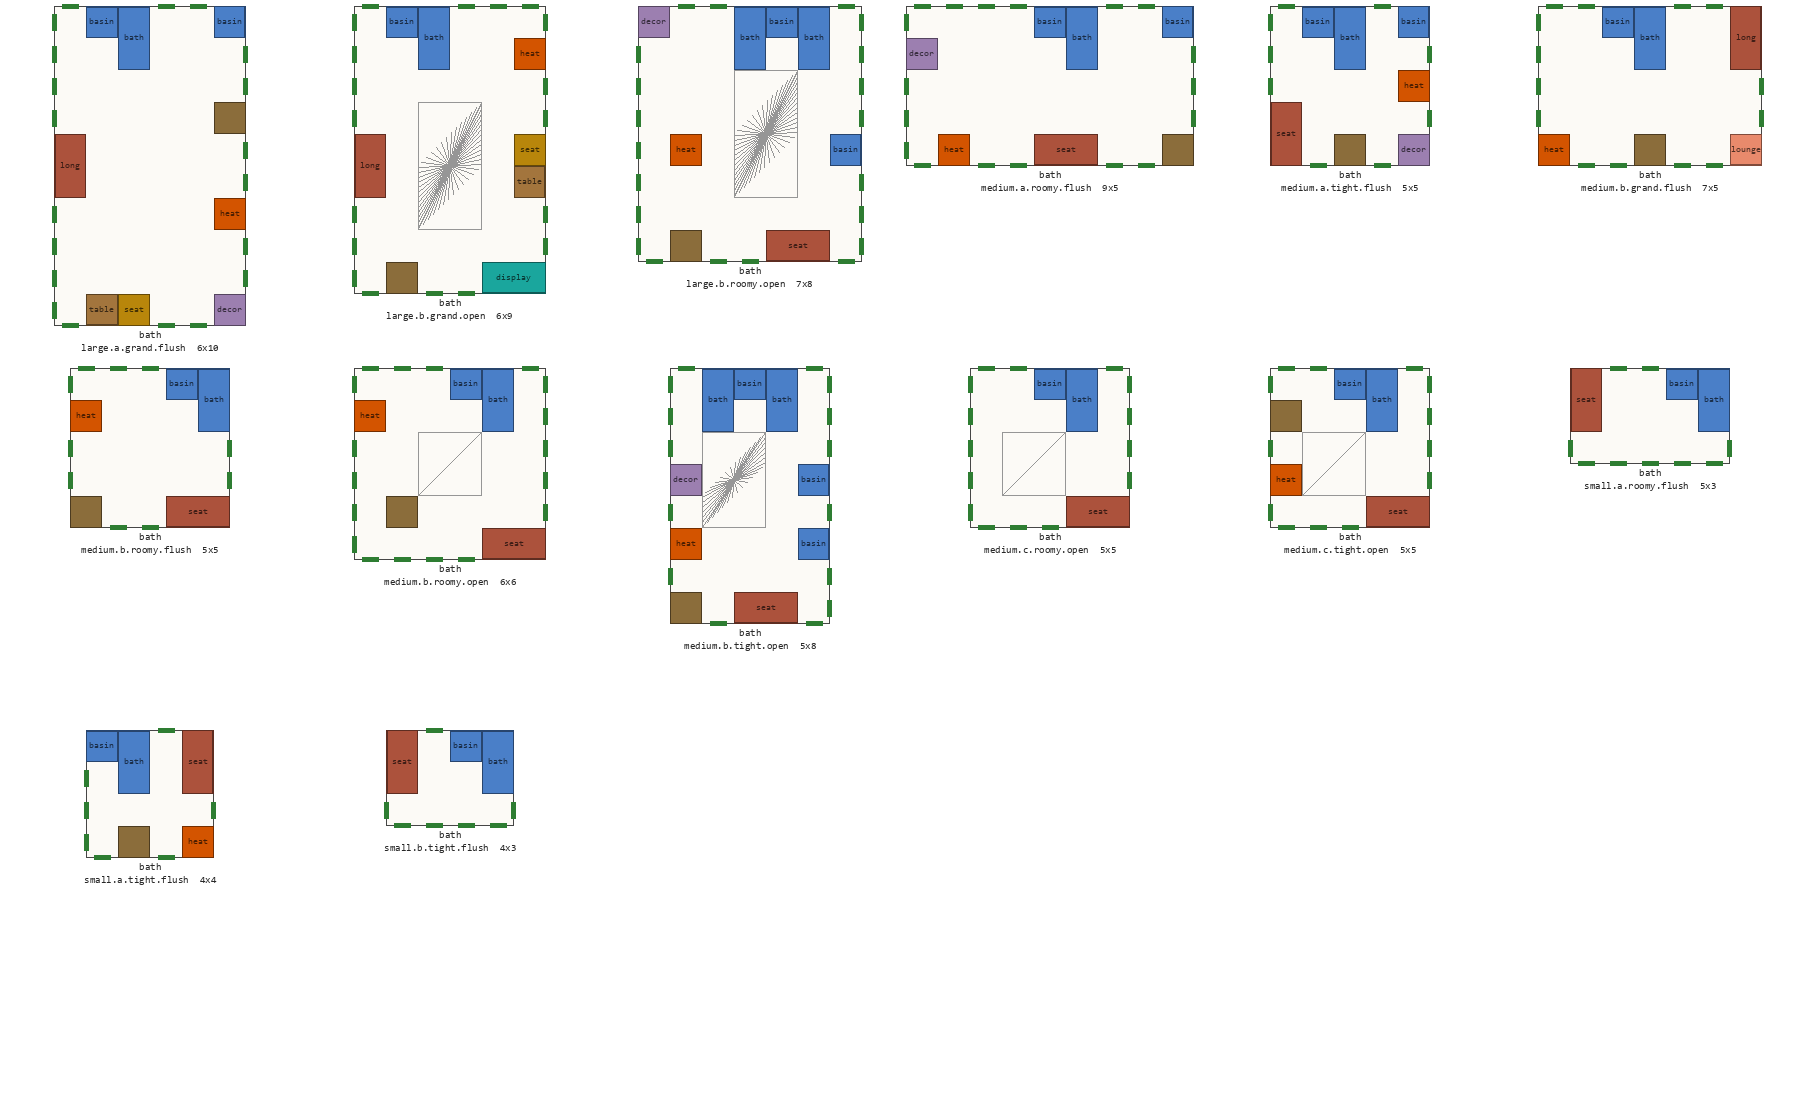 basin
bath
basin
long
heat
table seat
decor
bath
large.a.grand.flush 6x10
basin
bath
heat
long
seat
table
display
bath
large.b.grand.open 6x9
decor
bath
basin
bath
heat
basin
seat
bath
large.b.roomy.open 7x8
basin
bath
basin
decor
heat
seat
bath
medium.a.roomy.flush 9x5
basin
bath
basin
heat
seat
decor
bath
medium.a.tight.flush 5x5
basin
bath
long
heat
lounge
bath
medium.b.grand.flush 7x5
basin
bath
heat
seat
bath
medium.b.roomy.flush 5x5
basin
bath
heat
seat
bath
medium.b.roomy.open 6x6
bath
basin
bath
decor
basin
heat
basin
seat
bath
medium.b.tight.open 5x8
basin
bath
seat
bath
medium.c.roomy.open 5x5
basin
bath
heat
seat
bath
medium.c.tight.open 5x5
seat
basin
bath
bath
small.a.roomy.flush 5x3
basin
bath
seat
heat
bath
small.a.tight.flush 4x4
seat
basin
bath
bath
small.b.tight.flush 4x3